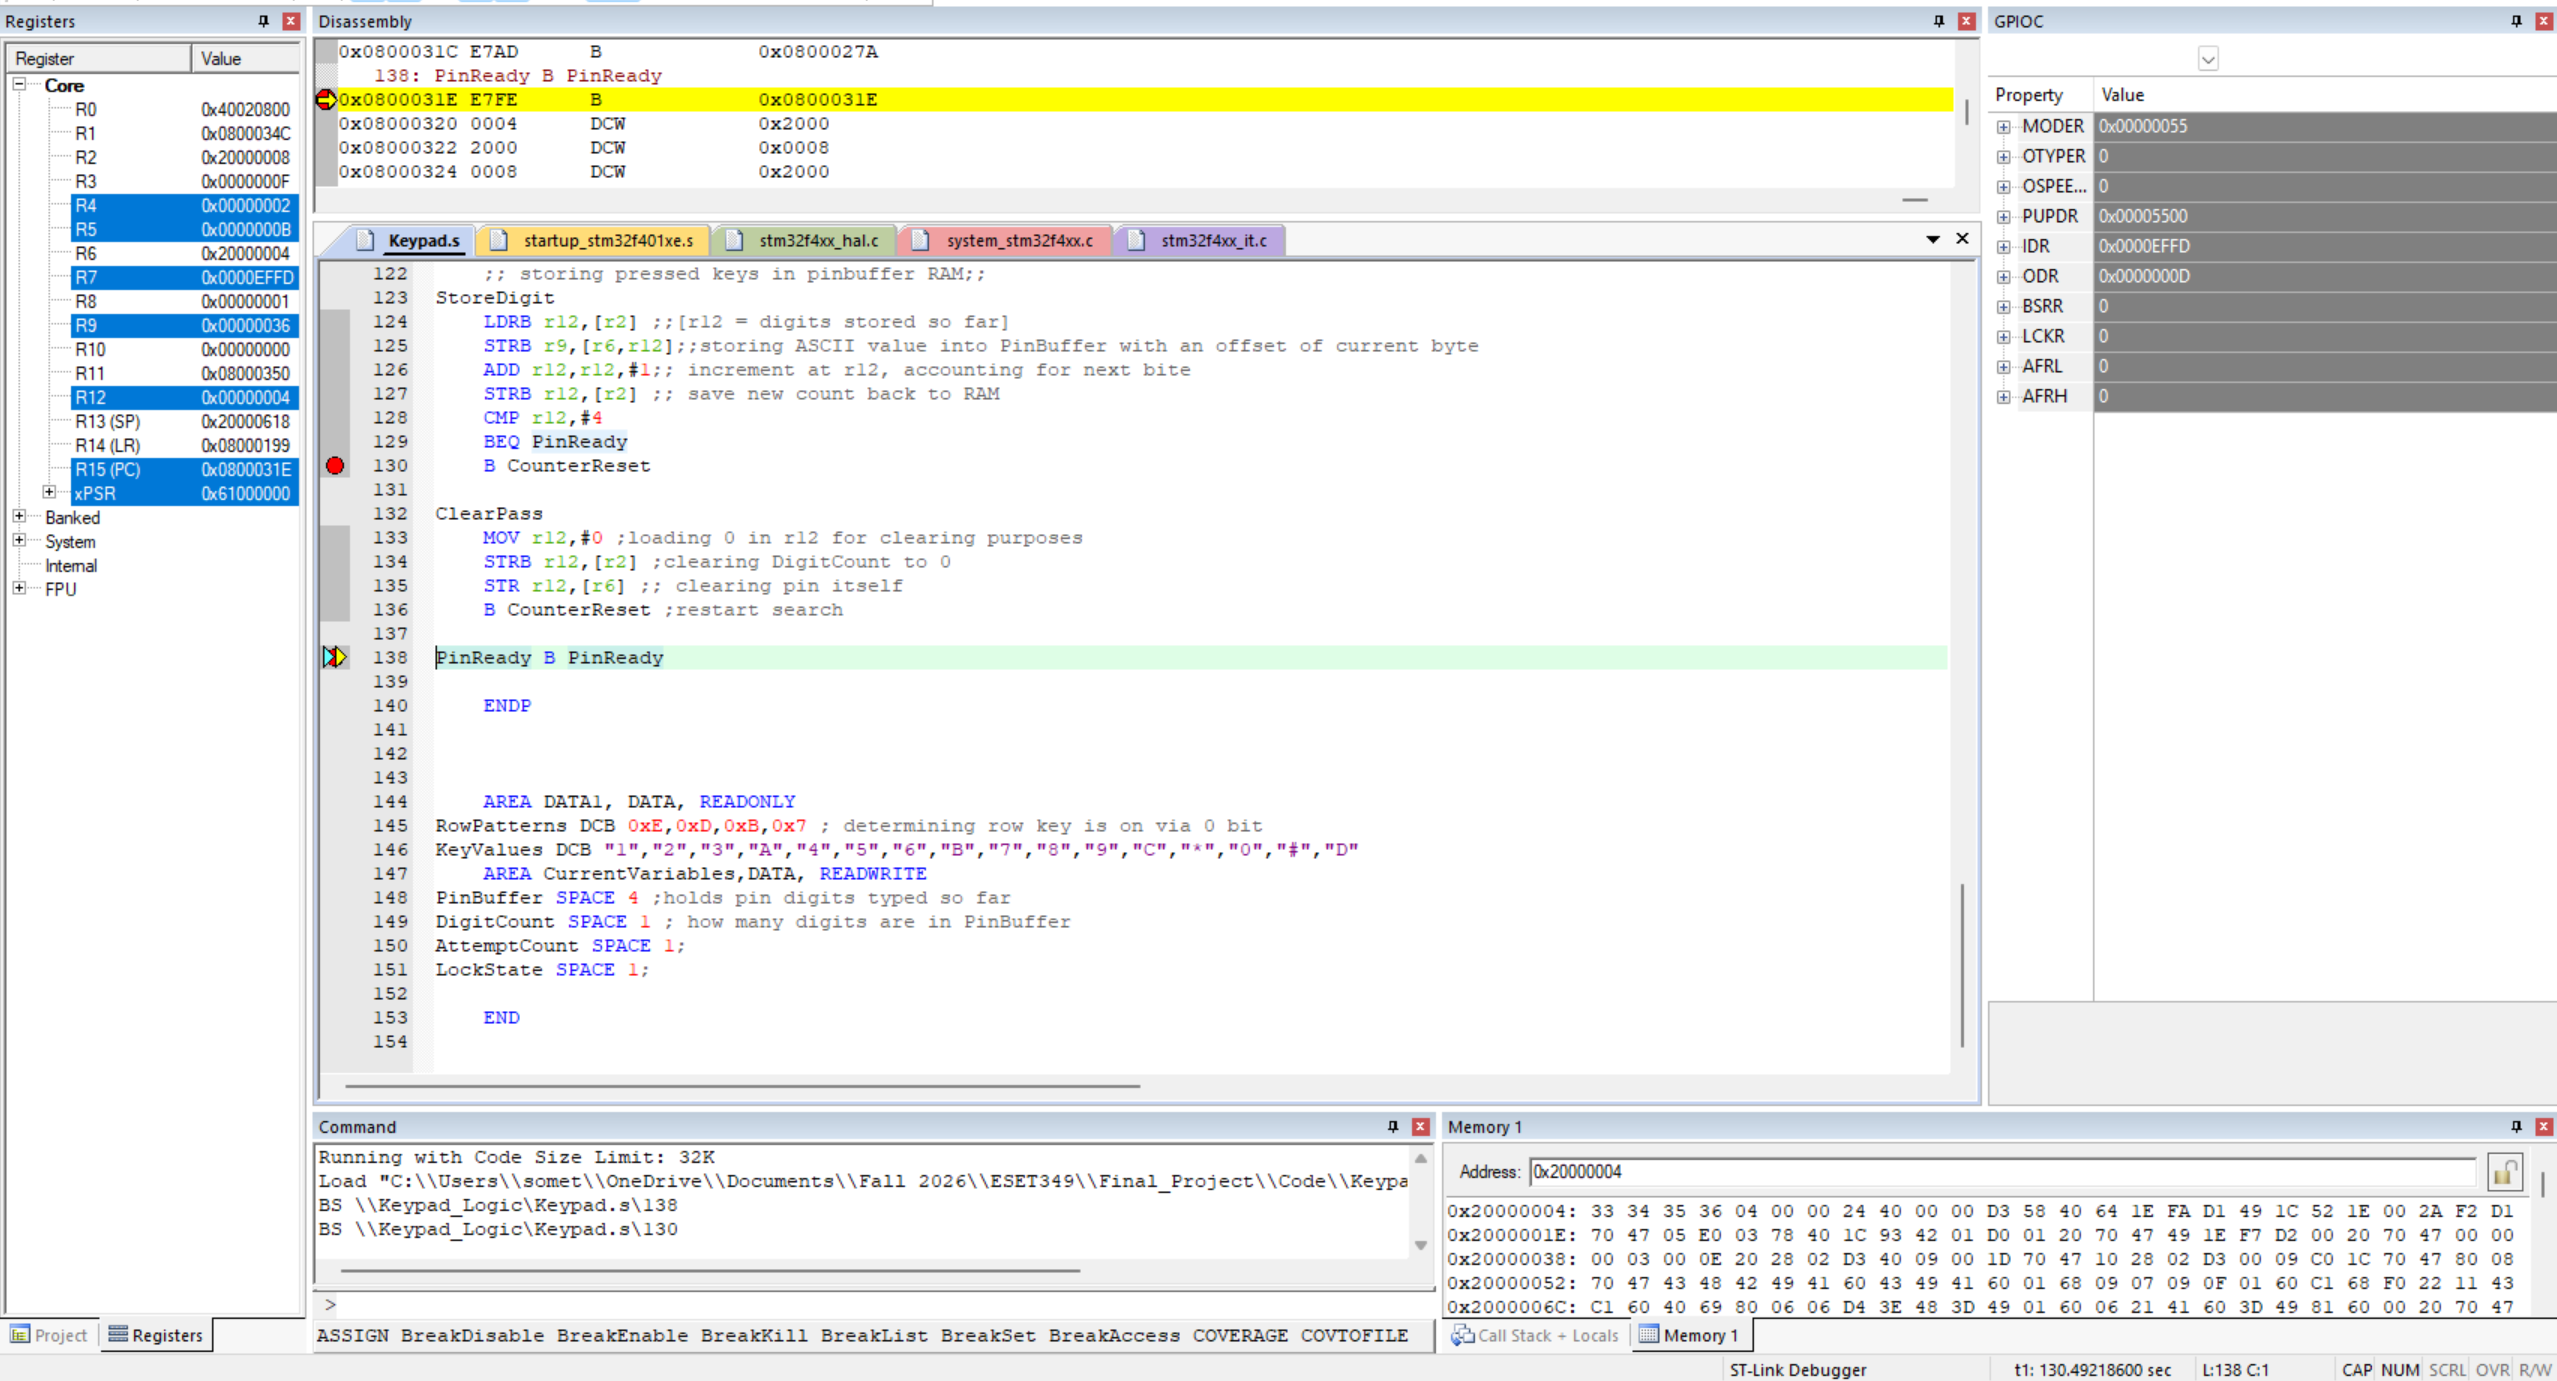 Registers
Register Value
Core
R0 0x40020800
R1 0x0800034C
R2 0x20000008
R3 0x0000000F
R4 0x00000002
R5 0x0000000B
R6 0x20000004
R7 0x0000EFFD
R8 0x00000001
R9 0x00000036
R10 0x00000000
R11 0x08000350
R12 0x00000004
R13 (SP) 0x20000618
R14 (LR) 0x08000199
R15 (PC) 0x0800031E
xPSR 0x61000000
Banked
System
Internal
FPU
Project Registers
Disassembly
0x0800031C E7AD B 0x0800027A
138: PinReady B PinReady
0x0800031E E7FE B 0x0800031E
0x08000320 0004 DCW 0x2000
0x08000322 2000 DCW 0x0008
0x08000324 0008 DCW 0x2000
Keypad.s startup_stm32f401xe.s stm32f4xx_hal.c system_stm32f4xx.c stm32f4xx_it.c
122 ;; storing pressed keys in pinbuffer RAM;;
123 StoreDigit
124 LDRB r12,[r2] ;;[r12 = digits stored so far]
125 STRB r9,[r6,r12];;storing ASCII value into PinBuffer with an offset of current byte
126 ADD r12,r12,#1;; increment at r12, accounting for next bite
127 STRB r12,[r2] ;; save new count back to RAM
128 CMP r12,#4
129 BEQ PinReady
130 B CounterReset
131
132 ClearPass
133 MOV r12,#0 ;loading 0 in r12 for clearing purposes
134 STRB r12,[r2] ;clearing DigitCount to 0
135 STR r12,[r6] ;; clearing pin itself
136 B CounterReset ;restart search
137
138 PinReady B PinReady
139
140 ENDP
141
142
143
144 AREA DATA1, DATA, READONLY
145 RowPatterns DCB 0xE,0xD,0xB,0x7 ; determining row key is on via 0 bit
146 KeyValues DCB "1","2","3","A","4","5","6","B","7","8","9","C","*","0","#","D"
147 AREA CurrentVariables,DATA, READWRITE
148 PinBuffer SPACE 4 ;holds pin digits typed so far
149 DigitCount SPACE 1 ; how many digits are in PinBuffer
150 AttemptCount SPACE 1;
151 LockState SPACE 1;
152
153 END
154
GPIOC
Property Value
MODER 0x00000055
OTYPER 0
OSPEE... 0
PUPDR 0x00005500
IDR 0x0000EFFD
ODR 0x0000000D
BSRR 0
LCKR 0
AFRL 0
AFRH 0
Command
Running with Code Size Limit: 32K
Load "C:\\Users\\somet\\OneDrive\\Documents\\Fall 2026\\ESET349\\Final_Project\\Code\\Keypa
BS \\Keypad_Logic\Keypad.s\138
BS \\Keypad_Logic\Keypad.s\130
>
ASSIGN BreakDisable BreakEnable BreakKill BreakList BreakSet BreakAccess COVERAGE COVTOFILE
Memory 1
Address: 0x20000004
0x20000004: 33 34 35 36 04 00 00 24 40 00 00 D3 58 40 64 1E FA D1 49 1C 52 1E 00 2A F2 D1
0x2000001E: 70 47 05 E0 03 78 40 1C 93 42 01 D0 01 20 70 47 49 1E F7 D2 00 20 70 47 00 00
0x20000038: 00 03 00 0E 20 28 02 D3 40 09 00 1D 70 47 10 28 02 D3 00 09 C0 1C 70 47 80 08
0x20000052: 70 47 43 48 42 49 41 60 43 49 41 60 01 68 09 07 09 0F 01 60 C1 68 F0 22 11 43
0x2000006C: C1 60 40 69 80 06 06 D4 3E 48 3D 49 01 60 06 21 41 60 3D 49 81 60 00 20 70 47
Call Stack + Locals Memory 1
ST-Link Debugger t1: 130.49218600 sec L:138 C:1 CAP NUM SCRL OVR R/W